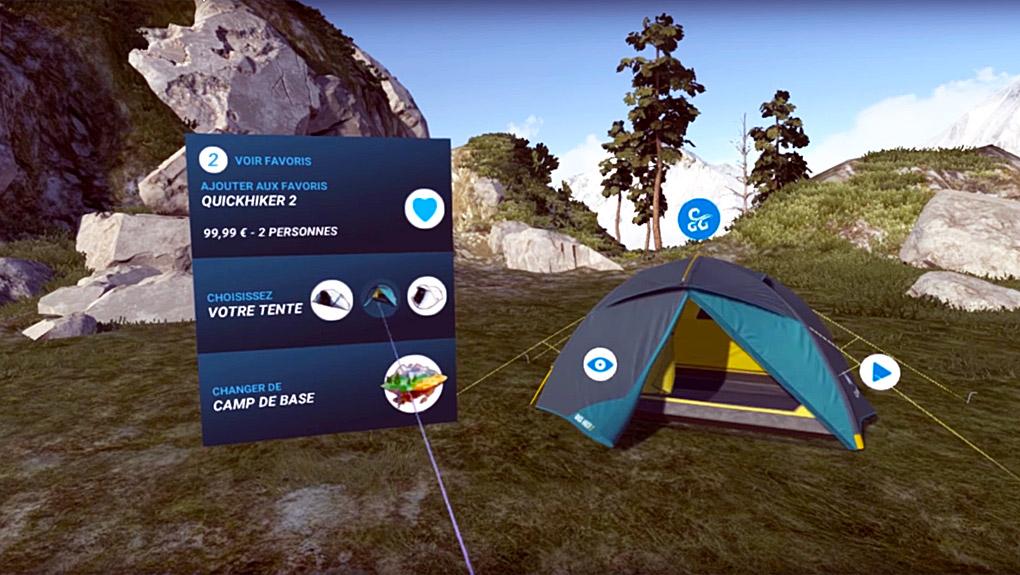 2 VOIR FAVORIS
AJOUTER AUX FAVORIS
QUICKHIKER 2
99,99 € - 2 PERSONNES
CHOISISSEZ
VOTRE TENTE
CHANGER DE
CAMP DE BASE